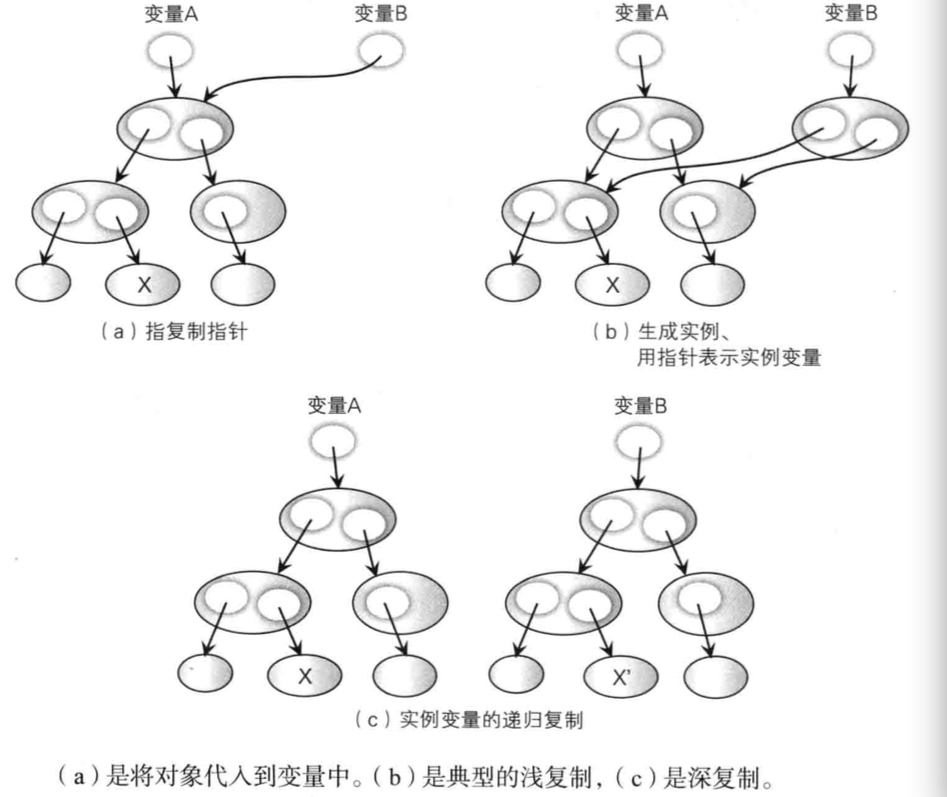 变量A 变量B
变量A 变量B
X
X
（a）指复制指针
（b）生成实例、
用指针表示实例变量
变量A 变量B
X X'
（c）实例变量的递归复制
（a）是将对象代入到变量中。（b）是典型的浅复制，（c）是深复制。